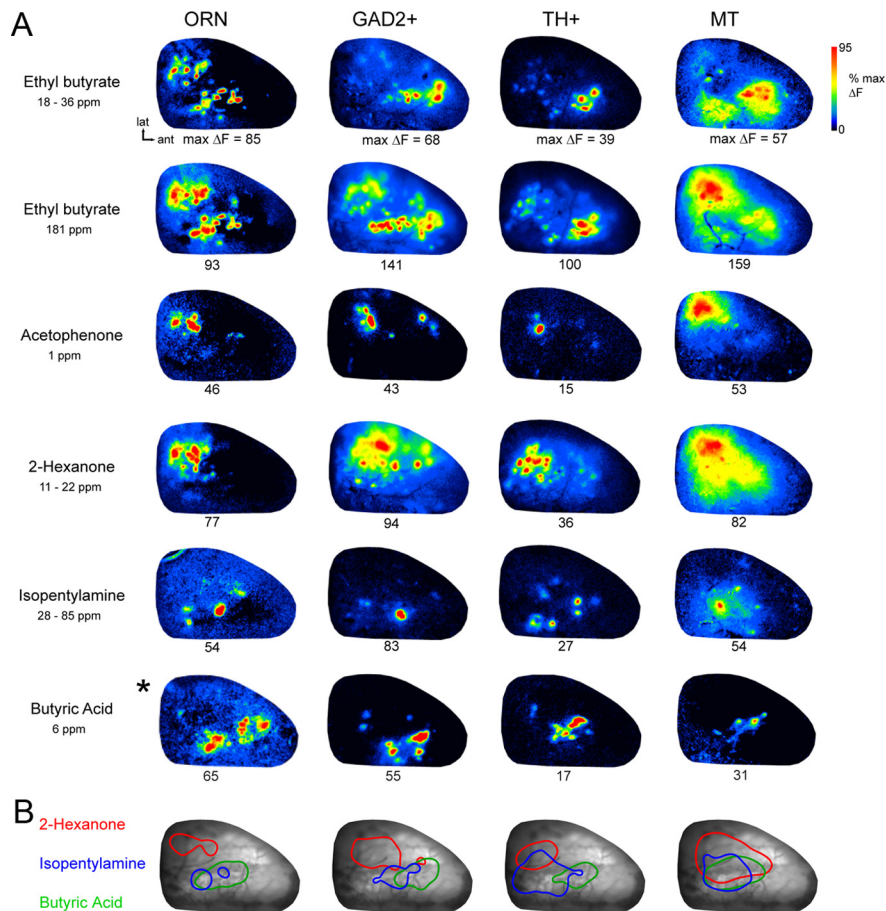 A
ORN GAD2+ TH+ MT
Ethyl butyrate
18 - 36 ppm
lat
ant
max ΔF = 85 max ΔF = 68 max ΔF = 39 max ΔF = 57
95
% max
ΔF
0
Ethyl butyrate
181 ppm
93 141 100 159
Acetophenone
1 ppm
46 43 15 53
2-Hexanone
11 - 22 ppm
77 94 36 82
Isopentylamine
28 - 85 ppm
54 83 27 54
*
Butyric Acid
6 ppm
65 55 17 31
B
2-Hexanone
Isopentylamine
Butyric Acid